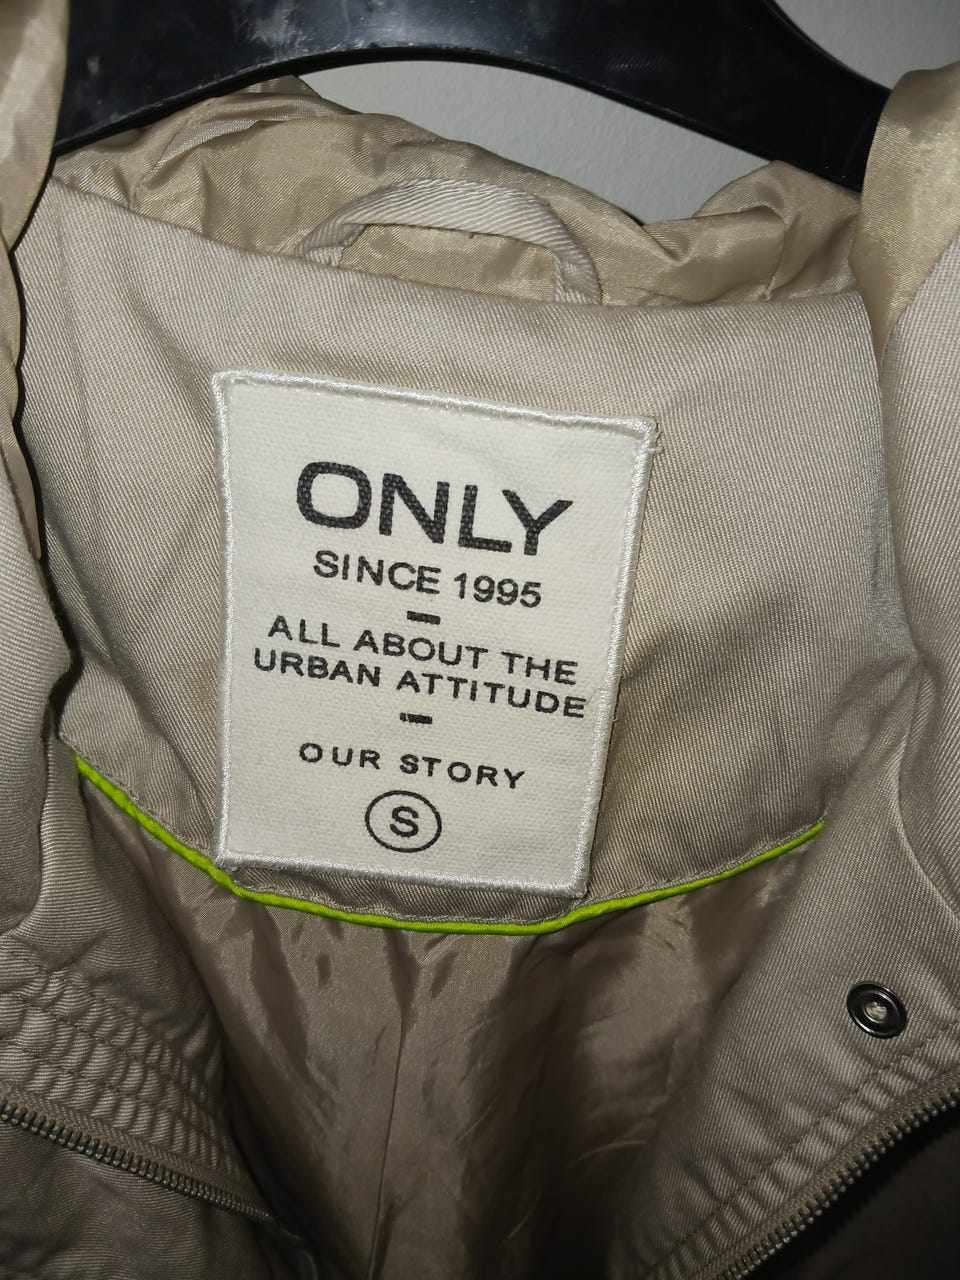 ONLY
SINCE 1995
-
ALL ABOUT THE
URBAN ATTITUDE
-
OUR STORY
S